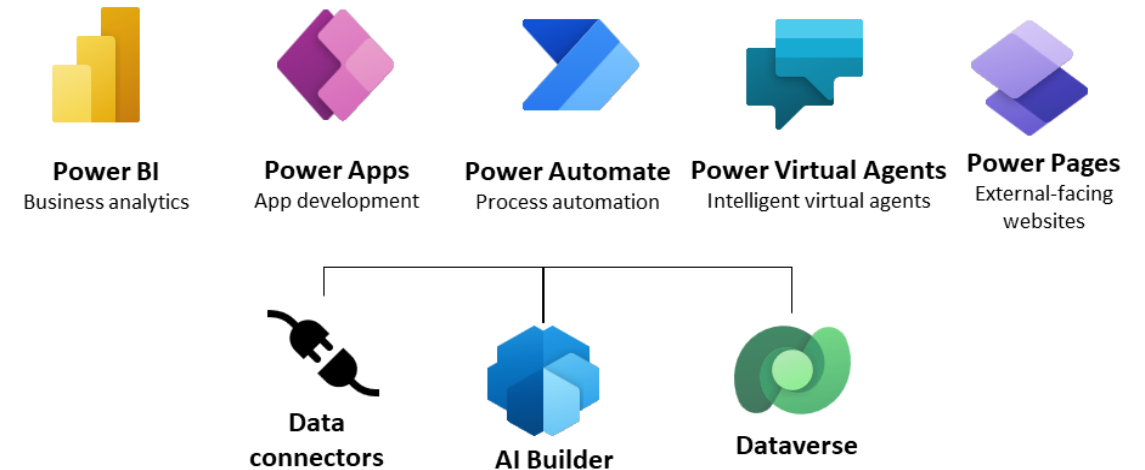 Power BI
Business analytics
Power Apps
App development
Power Automate
Process automation
Power Virtual Agents
Intelligent virtual agents
Power Pages
External-facing
websites
Data
connectors
AI Builder
Dataverse